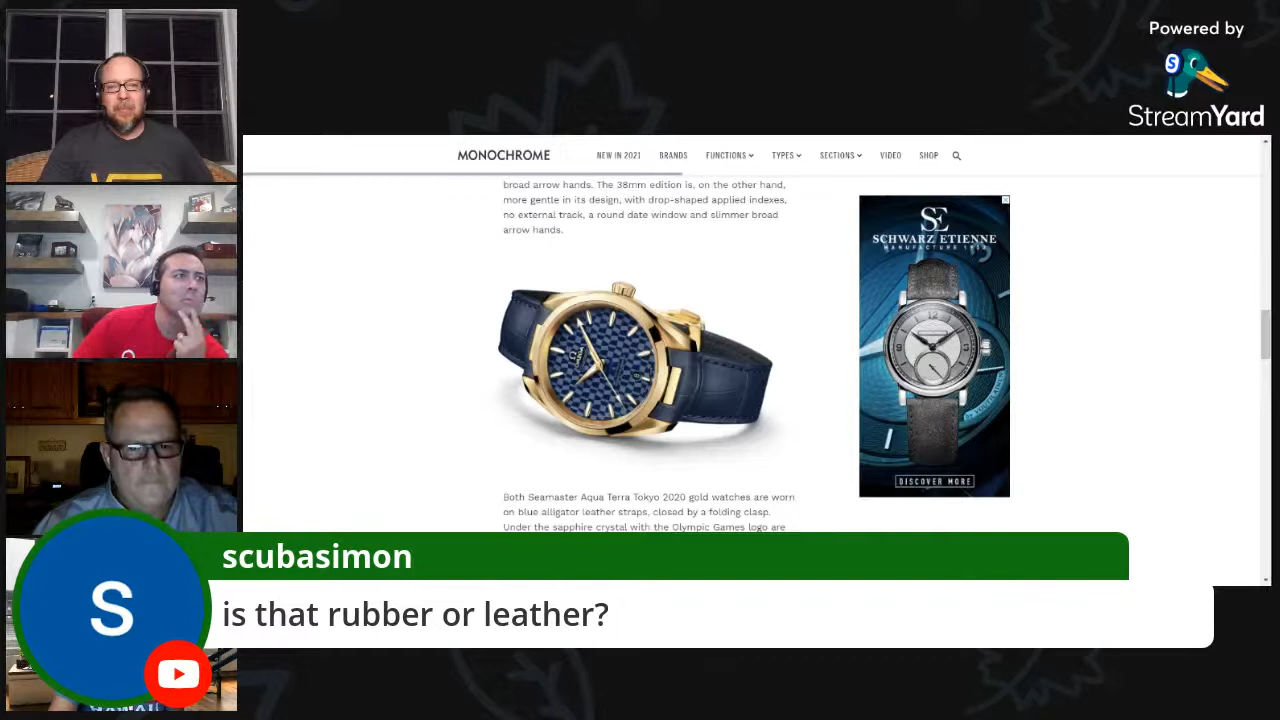 Powered by
S
StreamYard
MONOCHROME
NEW IN 2021 BRANDS FUNCTIONS TYPES SECTIONS VIDEO SHOP
broad arrow hands. The 38mm edition is, on the other hand,
more gentle in its design, with drop-shaped applied indexes,
no external track, a round date window and slimmer broad
arrow hands.
SE
SCHWARZ ETIENNE
MANUFACTURE 1902
DISCOVER MORE
OMEGA
Both Seamaster Aqua Terra Tokyo 2020 gold watches are worn
on blue alligator leather straps, closed by a folding clasp.
Under the sapphire crystal with the Olympic Games logo are
S
scubasimon
is that rubber or leather?